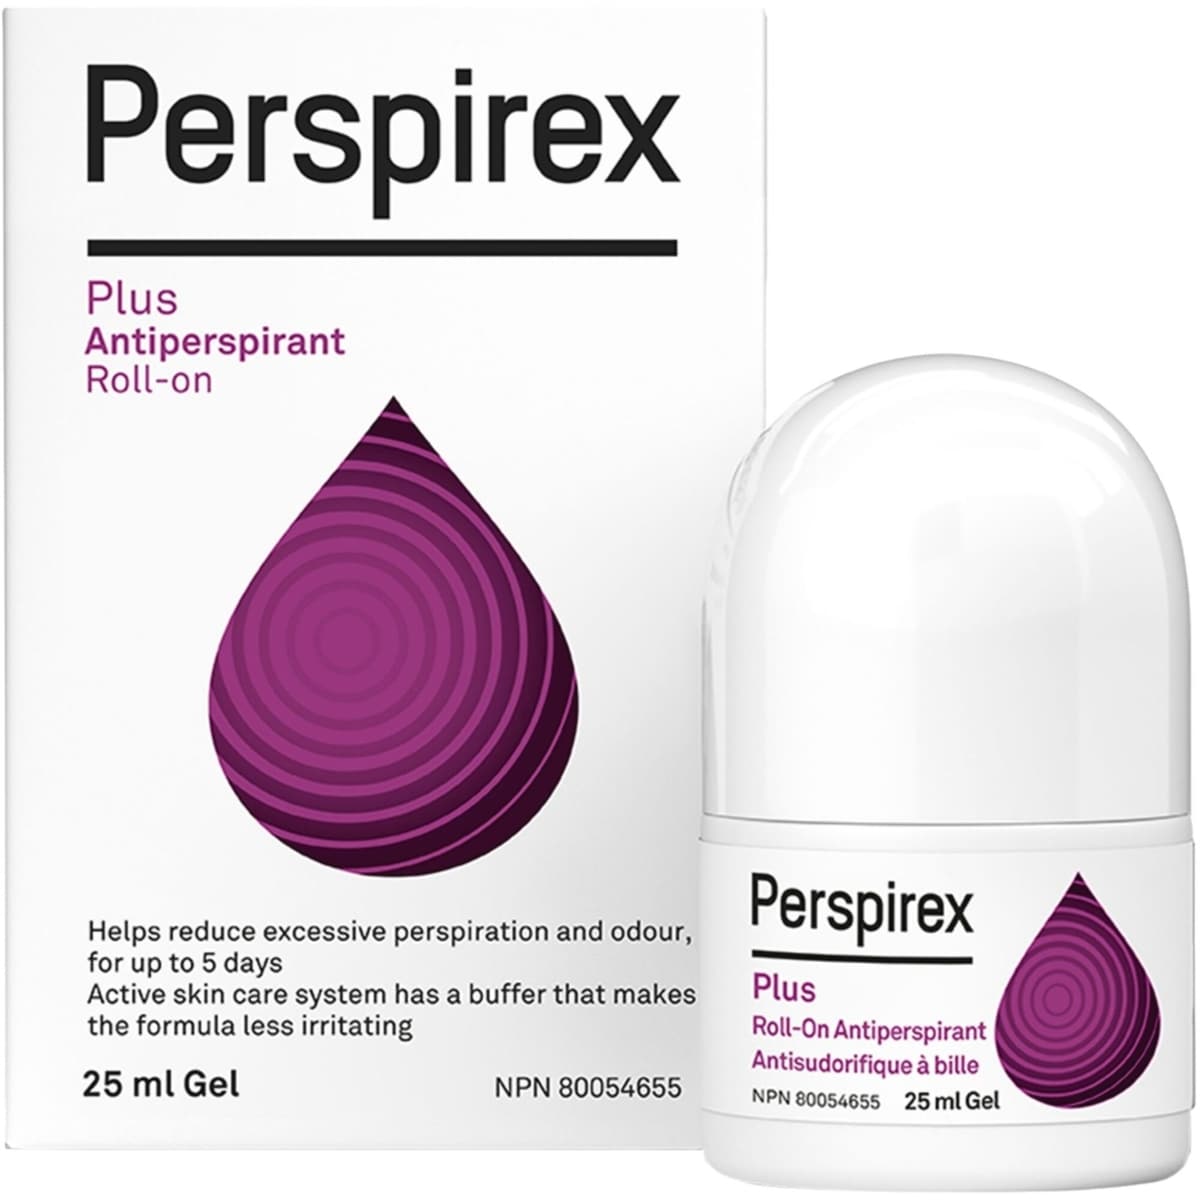 Perspirex
Plus
Antiperspirant
Roll-on
Helps reduce excessive perspiration and odour,
for up to 5 days
Active skin care system has a buffer that makes
the formula less irritating
25 ml Gel NPN 80054655
Perspirex
Plus
Roll-On Antiperspirant
Antisudorifique à bille
NPN 80054655 25 ml Gel